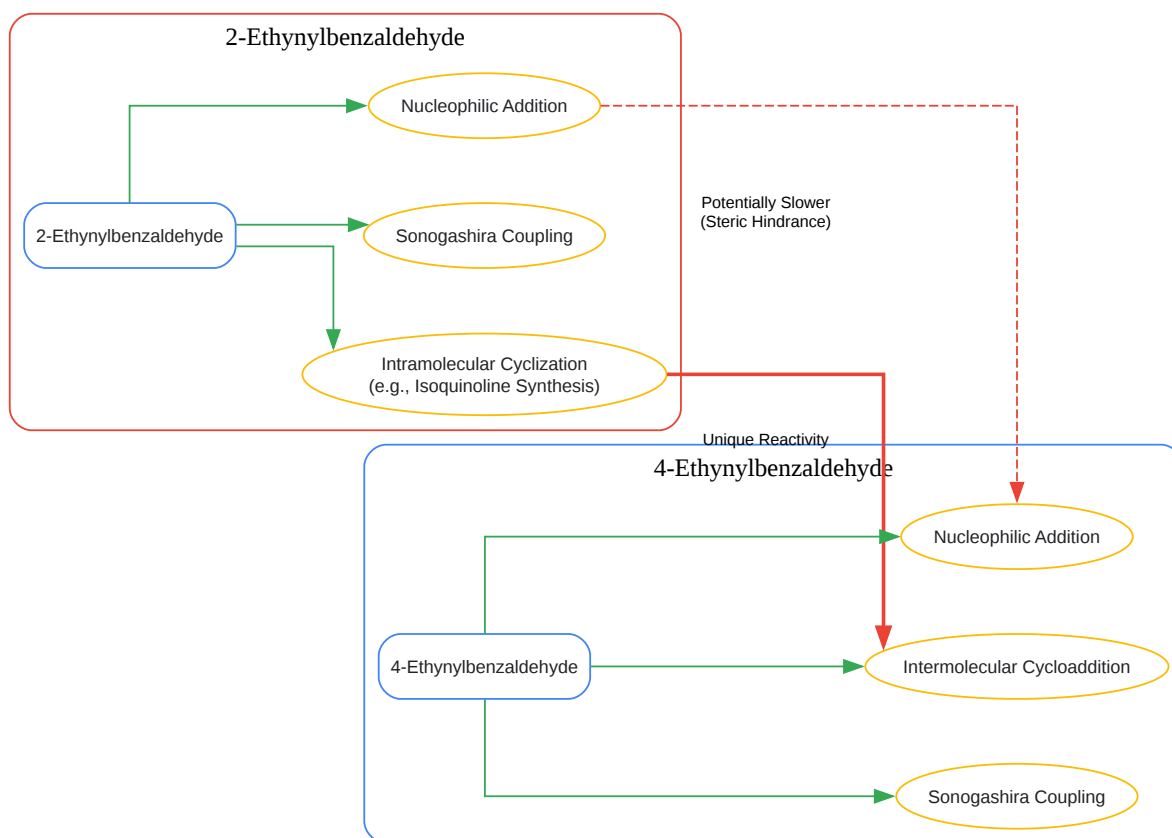 2-Ethynylbenzaldehyde
Nucleophilic Addition
2-Ethynylbenzaldehyde
Sonogashira Coupling
Potentially Slower
(Steric Hindrance)
Intramolecular Cyclization
(e.g., Isoquinoline Synthesis)
Unique Reactivity
4-Ethynylbenzaldehyde
Nucleophilic Addition
4-Ethynylbenzaldehyde
Intermolecular Cycloaddition
Sonogashira Coupling